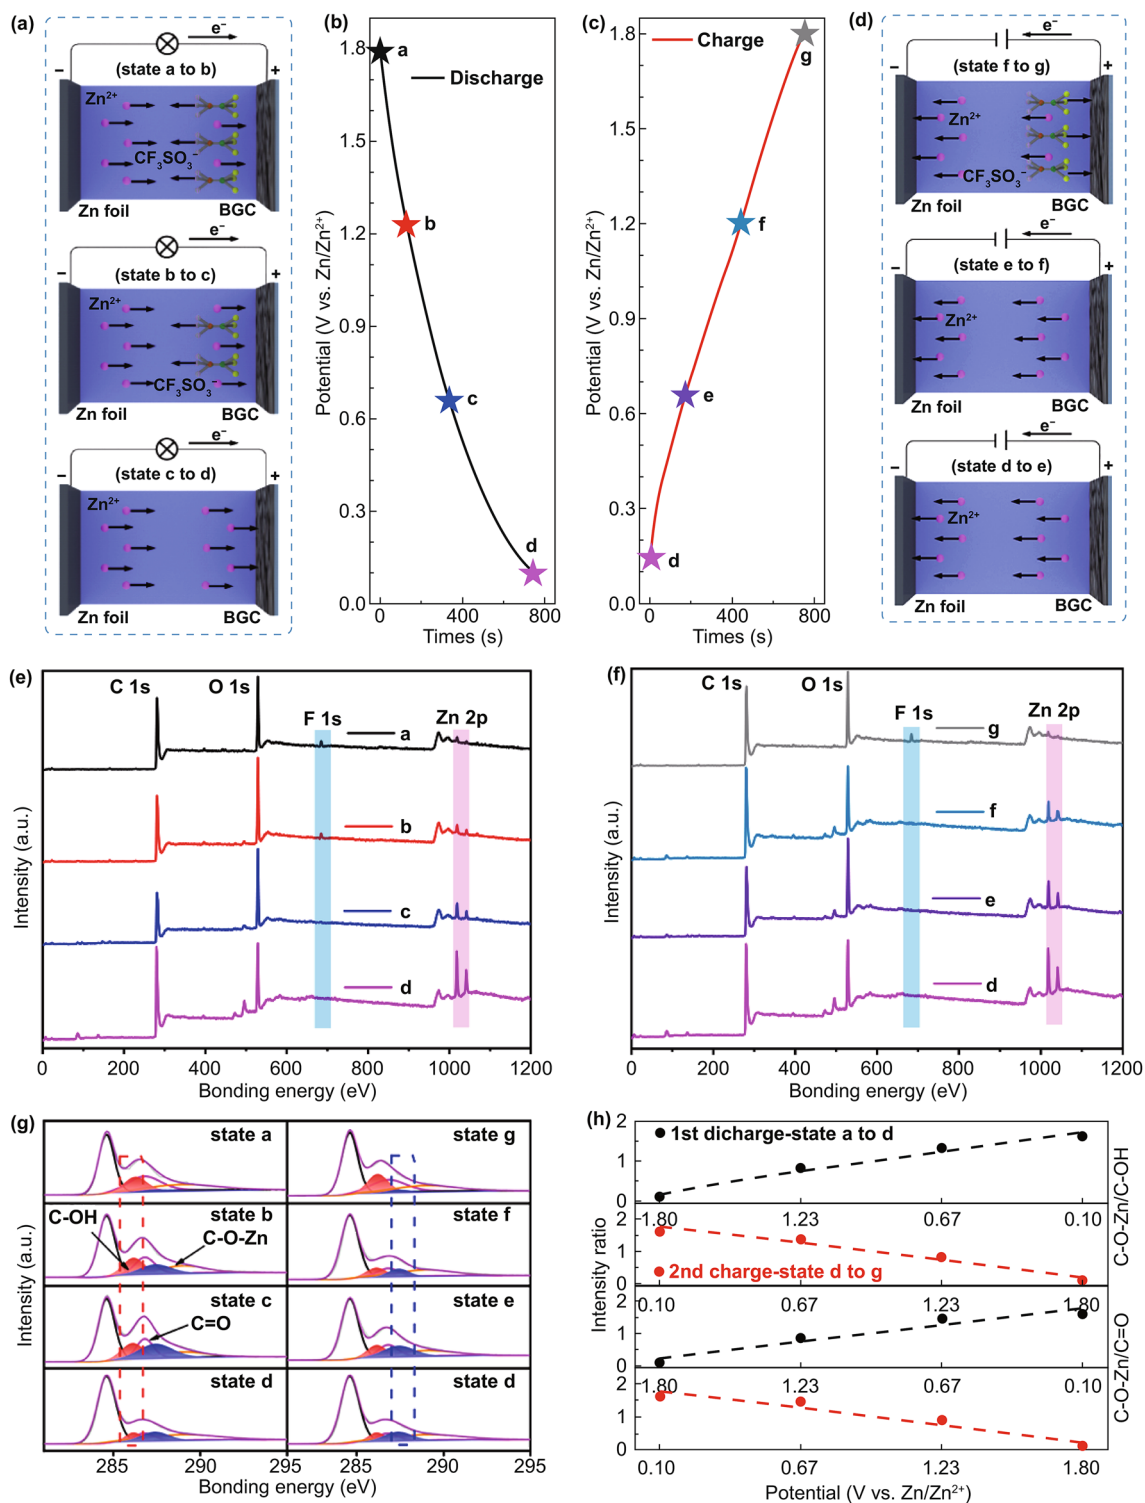 (a)
e⁻
− +
(state a to b)
Zn²⁺
CF₃SO₃⁻
Zn foil BGC
e⁻
− +
(state b to c)
Zn²⁺
CF₃SO₃⁻
Zn foil BGC
e⁻
− +
(state c to d)
Zn²⁺
Zn foil BGC
(b)
1.8
1.5
1.2
0.9
0.6
0.3
0.0
Potential (V vs. Zn/Zn²⁺)
a
Discharge
b
c
d
0 400 800
Times (s)
(c)
1.8
1.5
1.2
0.9
0.6
0.3
0.0
Potential (V vs. Zn/Zn²⁺)
Charge
g
f
e
d
0 400 800
Times (s)
(d)
e⁻
− +
(state f to g)
Zn²⁺
CF₃SO₃⁻
Zn foil BGC
e⁻
− +
(state e to f)
Zn²⁺
Zn foil BGC
e⁻
− +
(state d to e)
Zn²⁺
Zn foil BGC
(e)
C 1s O 1s F 1s Zn 2p
a
b
c
d
Intensity (a.u.)
0 200 400 600 800 1000 1200
Bonding energy (eV)
(f)
C 1s O 1s F 1s Zn 2p
g
f
e
d
Intensity (a.u.)
0 200 400 600 800 1000 1200
Bonding energy (eV)
(g)
state a state g
state b state f
C-OH
C-O-Zn
state c state e
C=O
state d state d
Intensity (a.u.)
285 290 295 285 290 295
Bonding energy (eV)
(h)
2
1
0
1st dicharge-state a to d
1.80 1.23 0.67 0.10
2
1
0
2nd charge-state d to g
0.10 0.67 1.23 1.80
C-O-Zn/C-OH
2
1
0
1.80 1.23 0.67 0.10
2
1
0
0.10 0.67 1.23 1.80
C-O-Zn/C=O
Intensity ratio
Potential (V vs. Zn/Zn²⁺)